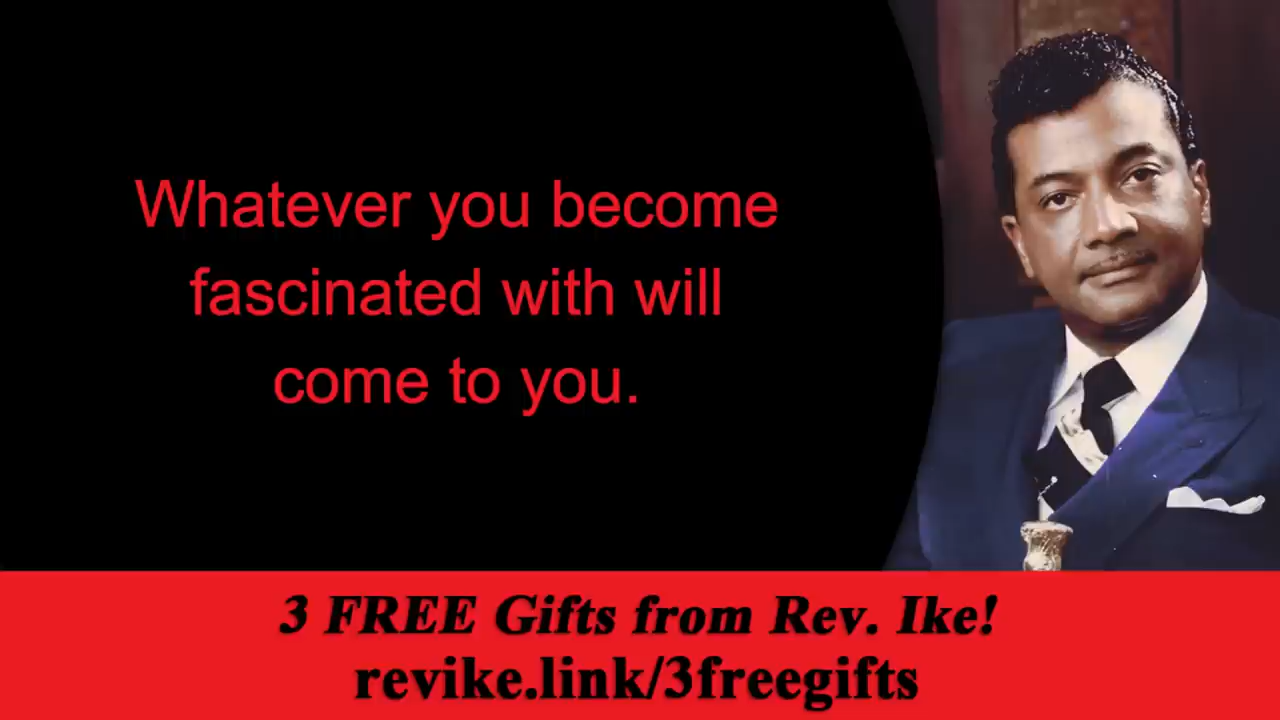 Whatever you become
fascinated with will
come to you.
3 FREE Gifts from Rev. Ike!
revike.link/3freegifts